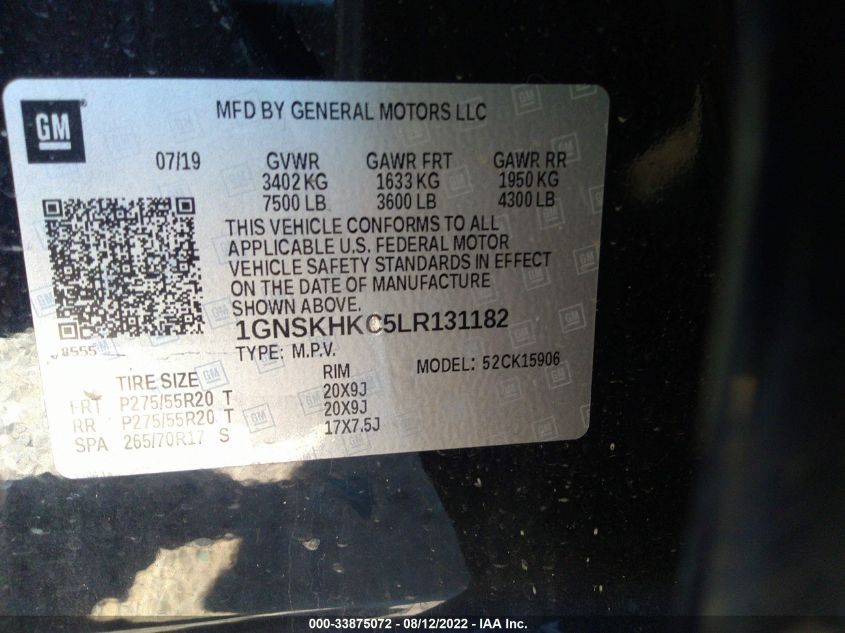 GM
MFD BY GENERAL MOTORS LLC
07/19 GVWR GAWR FRT GAWR RR
3402 KG 1633 KG 1950 KG
7500 LB 3600 LB 4300 LB
THIS VEHICLE CONFORMS TO ALL
APPLICABLE U.S. FEDERAL MOTOR
VEHICLE SAFETY STANDARDS IN EFFECT
ON THE DATE OF MANUFACTURE
SHOWN ABOVE.
1GNSKHKC5LR131182
8555
TYPE: M.P.V. MODEL: 52CK15906
TIRE SIZE RIM
FRT P275/55R20 T 20X9J
RR P275/55R20 T 20X9J
SPA 265/70R17 S 17X7.5J
000-33875072 - 08/12/2022 - IAA Inc.